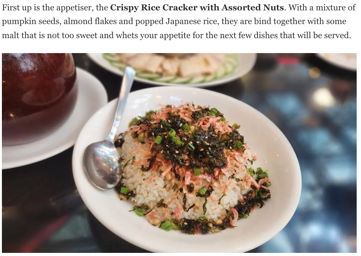 First up is the appetiser, the Crispy Rice Cracker with Assorted Nuts. With a mixture of
pumpkin seeds, almond flakes and popped Japanese rice, they are bind together with some
malt that is not too sweet and whets your appetite for the next few dishes that will be served.